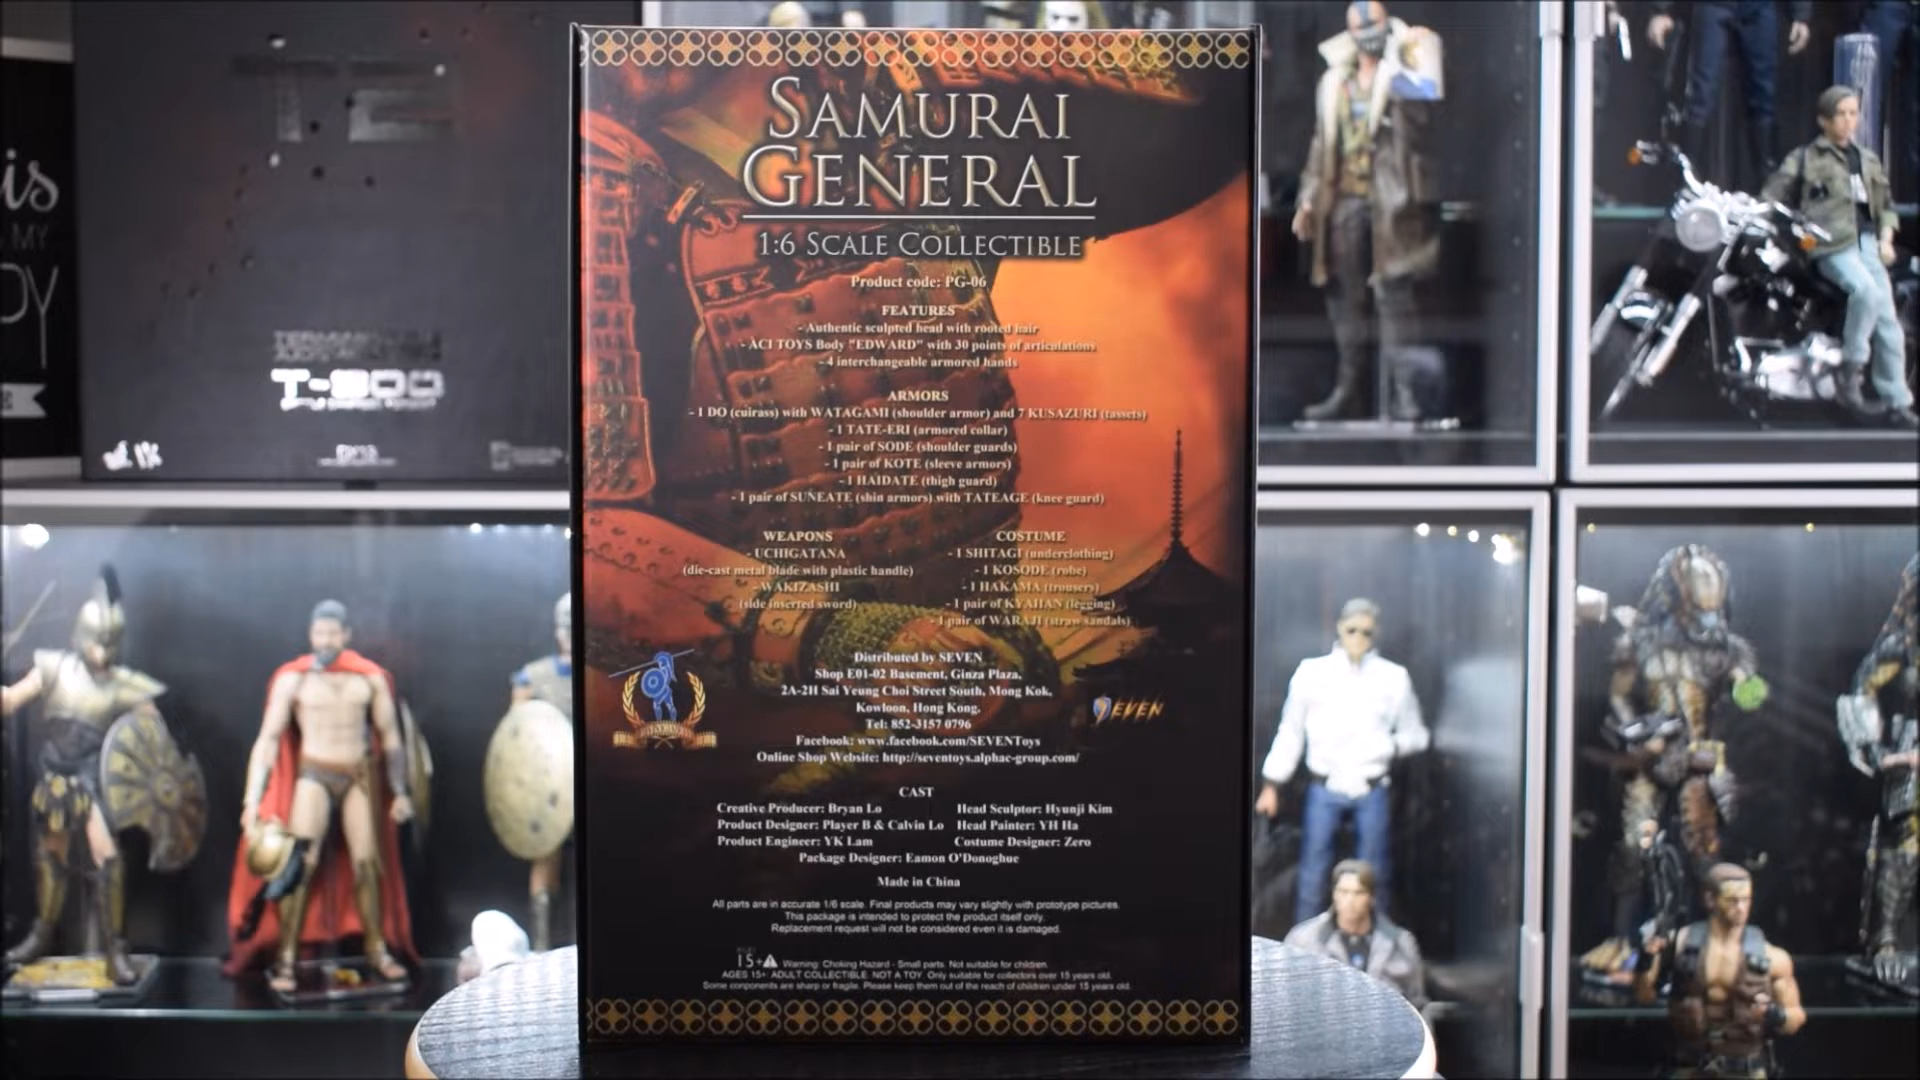 SAMURAI
GENERAL
1:6 SCALE COLLECTIBLE
Product code: PG-06
FEATURES
- Authentic sculpted head with rooted hair
- ACI TOYS Body "EDWARD" with 30 points of articulations
- 4 interchangeable armored hands
ARMORS
- 1 DO (cuirass) with WATAGAMI (shoulder armor) and 7 KUSAZURI (tassets)
- 1 TATE-ERI (armored collar)
- 1 pair of SODE (shoulder guards)
- 1 pair of KOTE (sleeve armors)
- 1 HAIDATE (thigh guard)
- 1 pair of SUNEATE (shin armors) with TATEAGE (knee guard)
WEAPONS
- UCHIGATANA
(die-cast metal blade with plastic handle)
- WAKIZASHI
(side inserted sword)
COSTUME
- 1 SHITAGI (underclothing)
- 1 KOSODE (robe)
- 1 HAKAMA (trousers)
- 1 pair of KYAHAN (legging)
- 1 pair of WARAJI (straw sandals)
Distributed by SEVEN
Shop E01-02 Basement, Ginza Plaza,
2A-2H Sai Yeung Choi Street South, Mong Kok,
Kowloon, Hong Kong.
Tel: 852-3157 0796
Facebook: www.facebook.com/SEVENToys
Online Shop Website: http://seventoys.alphac-group.com/
SEVEN
CAST
Creative Producer: Bryan Lo
Head Sculptor: Hyunji Kim
Product Designer: Player B & Calvin Lo
Head Painter: YH Ha
Product Engineer: YK Lam
Costume Designer: Zero
Package Designer: Eamon O'Donoghue
Made in China
All parts are in accurate 1/6 scale. Final products may vary slightly with prototype pictures.
This package is intended to protect the product itself only.
Replacement request will not be considered even it is damaged.
15+ Warning: Choking Hazard - Small parts. Not suitable for children.
AGES 15+ ADULT COLLECTIBLE. NOT A TOY. Only suitable for collectors over 15 years old.
Some components are sharp or fragile. Please keep them out of the reach of children under 15 years old.
T2
T-800
DX13
is
MY